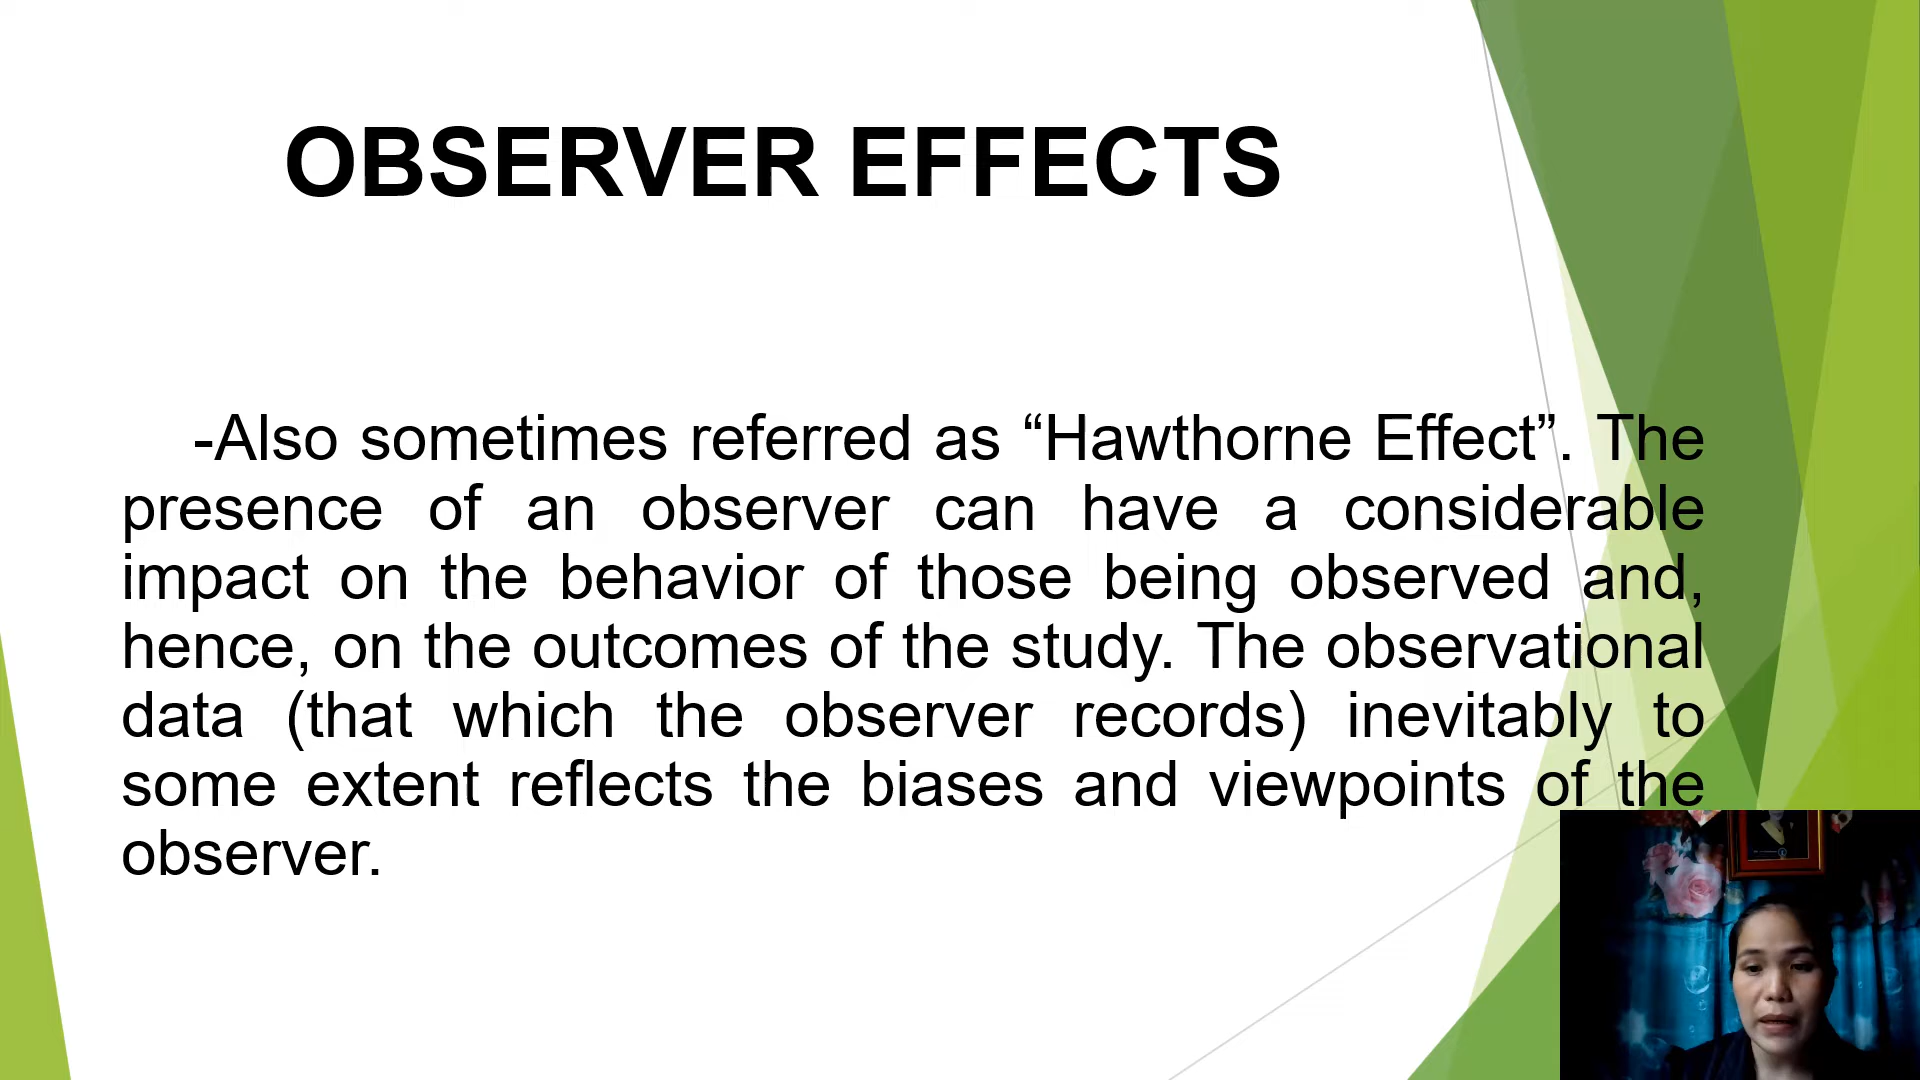 OBSERVER EFFECTS
-Also sometimes referred as “Hawthorne Effect”. The
presence of an observer can have a considerable
impact on the behavior of those being observed and,
hence, on the outcomes of the study. The observational
data (that which the observer records) inevitably to
some extent reflects the biases and viewpoints of the
observer.